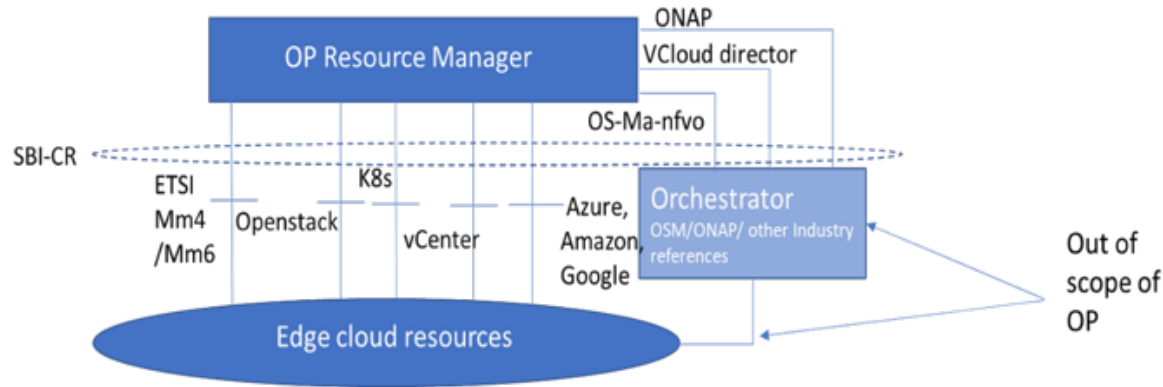 ONAP
OP Resource Manager
VCloud director
OS-Ma-nfvo
SBI-CR
ETSI
Mm4
/Mm6
Openstack
K8s
vCenter
Azure,
Amazon,
Google
Orchestrator
OSM/ONAP/ other Industry
references
Out of
scope of
OP
Edge cloud resources